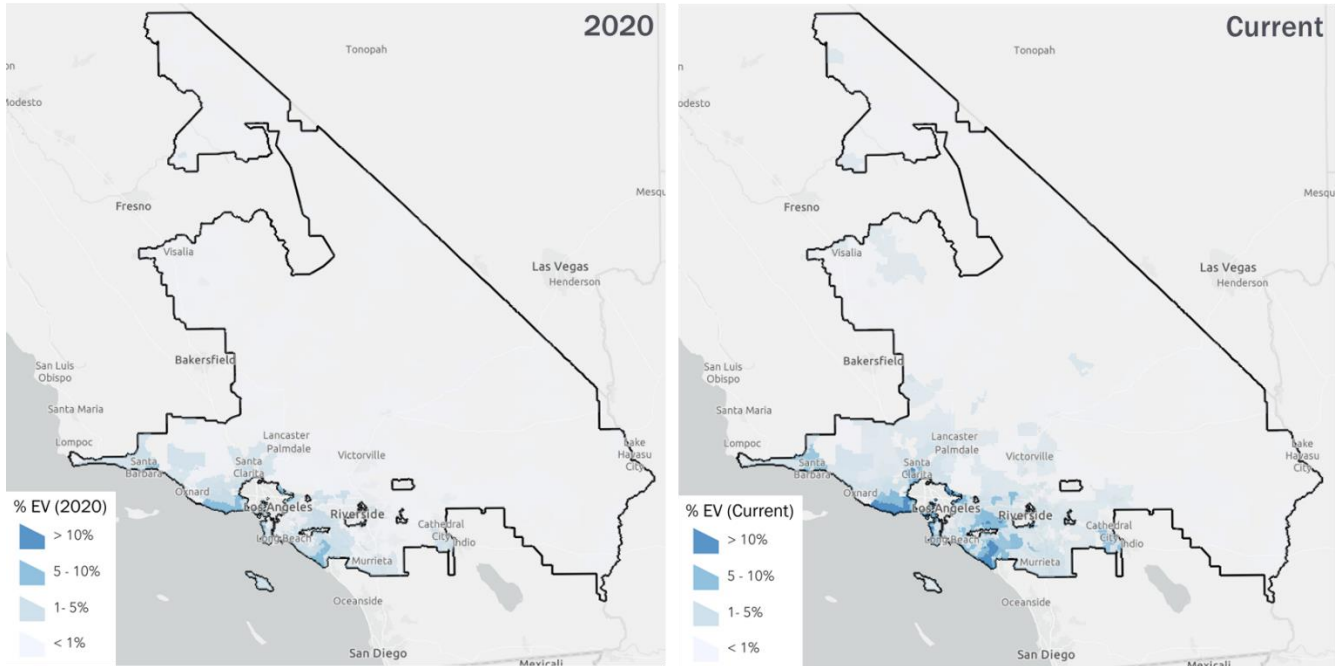 2020
Tonopah
on
Modesto
Fresno
Mesqu
Visalia
Las Vegas
Henderson
Bakersfield
San Luis
Obispo
Santa Maria
Lompoc
Lancaster
Palmdale
Lake
Havasu
City
Santa
Barbara
Santa
Clarita
Victorville
Oxnard
Los Angeles
Riverside
Cathedral
City
Indio
Long Beach
Murrieta
Oceanside
San Diego
Mexicali
% EV (2020)
> 10%
5 - 10%
1- 5%
< 1%
Current
Tonopah
n
Modesto
Fresno
Mesqu
Visalia
Las Vegas
Henderson
Bakersfield
San Luis
Obispo
Santa Maria
Lompoc
Lancaster
Palmdale
Lake
Havasu
City
Santa
Barbara
Santa
Clarita
Victorville
Oxnard
Los Angeles
Riverside
Cathedral
City
Indio
Long Beach
Murrieta
Oceanside
San Diego
Mexicali
% EV (Current)
> 10%
5 - 10%
1- 5%
< 1%